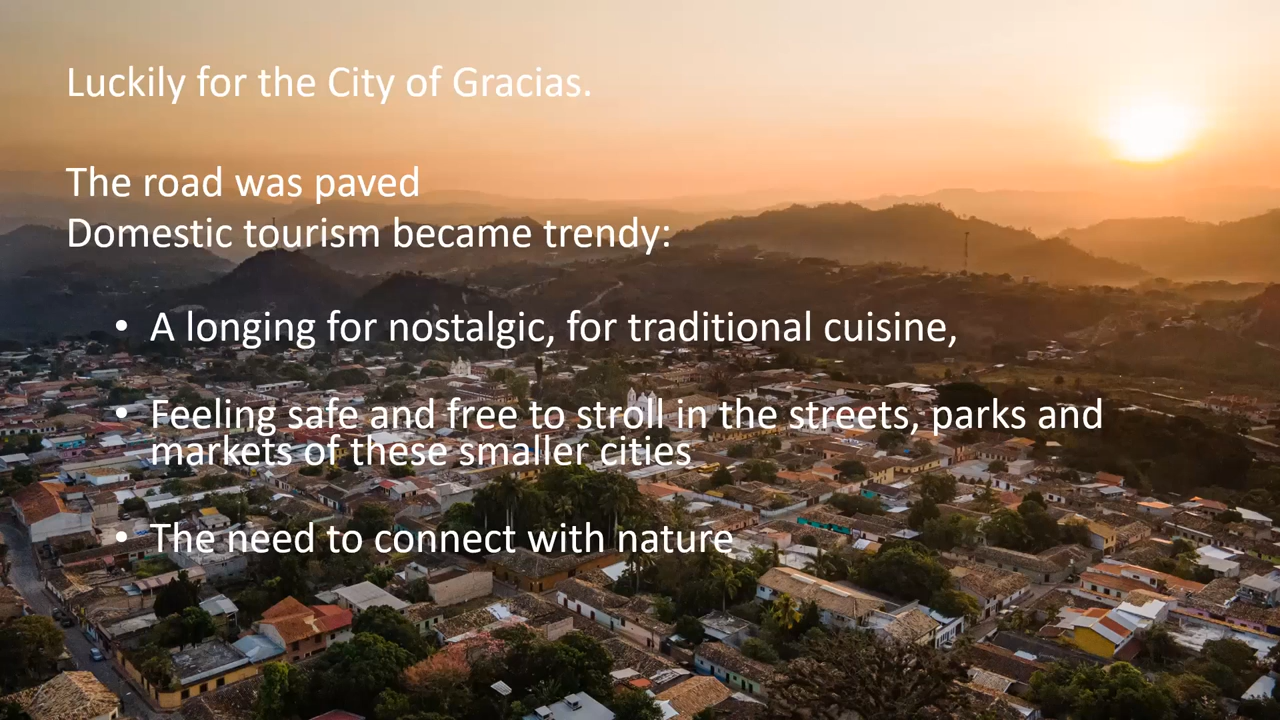 Luckily for the City of Gracias.
The road was paved
Domestic tourism became trendy:
• A longing for nostalgic, for traditional cuisine,
• Feeling safe and free to stroll in the streets, parks and
markets of these smaller cities
• The need to connect with nature